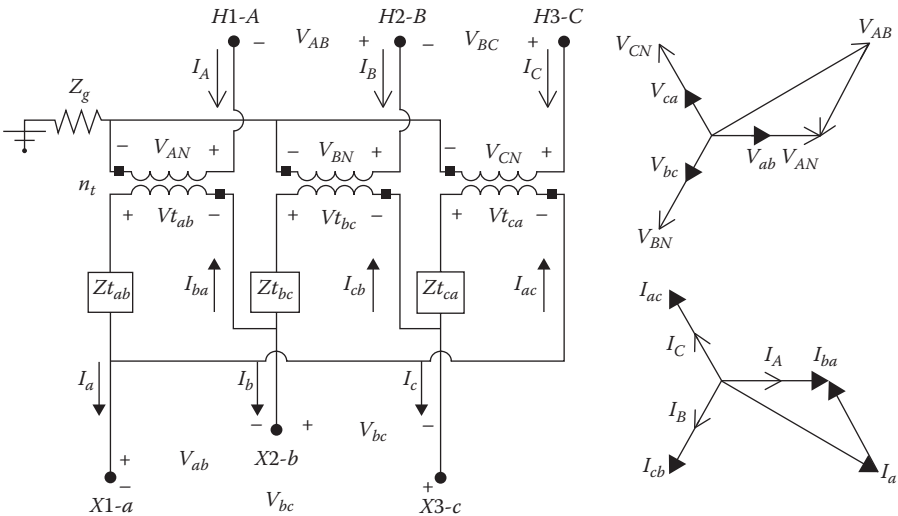 H1-A H2-B H3-C
− V_AB + − V_BC +
I_A I_B I_C
Z_g
− V_AN + − V_BN + − V_CN +
n_t
+ Vt_ab − + Vt_bc − + Vt_ca −
Zt_ab I_ba Zt_bc I_cb Zt_ca I_ac
I_a I_b I_c
− + V_bc −
+ V_ab X2-b
− V_bc +
X1-a X3-c
V_CN V_AB
V_ca
V_bc V_ab V_AN
V_BN
I_ac
I_C I_A I_ba
I_B
I_cb I_a